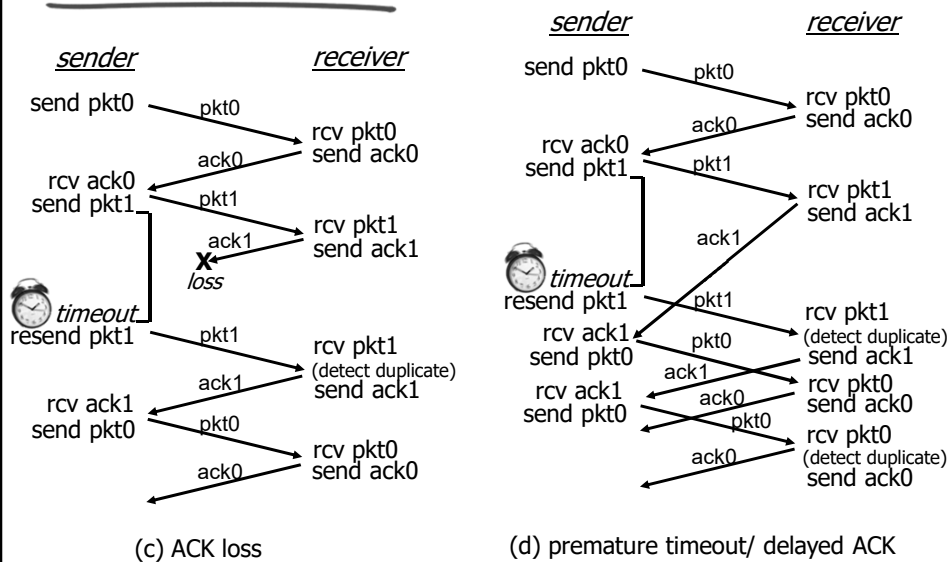 sender
receiver
send pkt0
pkt0
rcv pkt0
send ack0
ack0
rcv ack0
send pkt1
pkt1
rcv pkt1
send ack1
ack1
X
loss
timeout
resend pkt1
pkt1
rcv pkt1
(detect duplicate)
send ack1
ack1
rcv ack1
send pkt0
pkt0
rcv pkt0
send ack0
ack0
(c) ACK loss
sender
receiver
send pkt0
pkt0
rcv pkt0
send ack0
ack0
rcv ack0
send pkt1
pkt1
rcv pkt1
send ack1
ack1
timeout
resend pkt1
pkt1
rcv pkt1
(detect duplicate)
send ack1
rcv ack1
send pkt0
pkt0
ack1
rcv pkt0
send ack0
rcv ack1
send pkt0
ack0
pkt0
rcv pkt0
(detect duplicate)
send ack0
ack0
(d) premature timeout/ delayed ACK